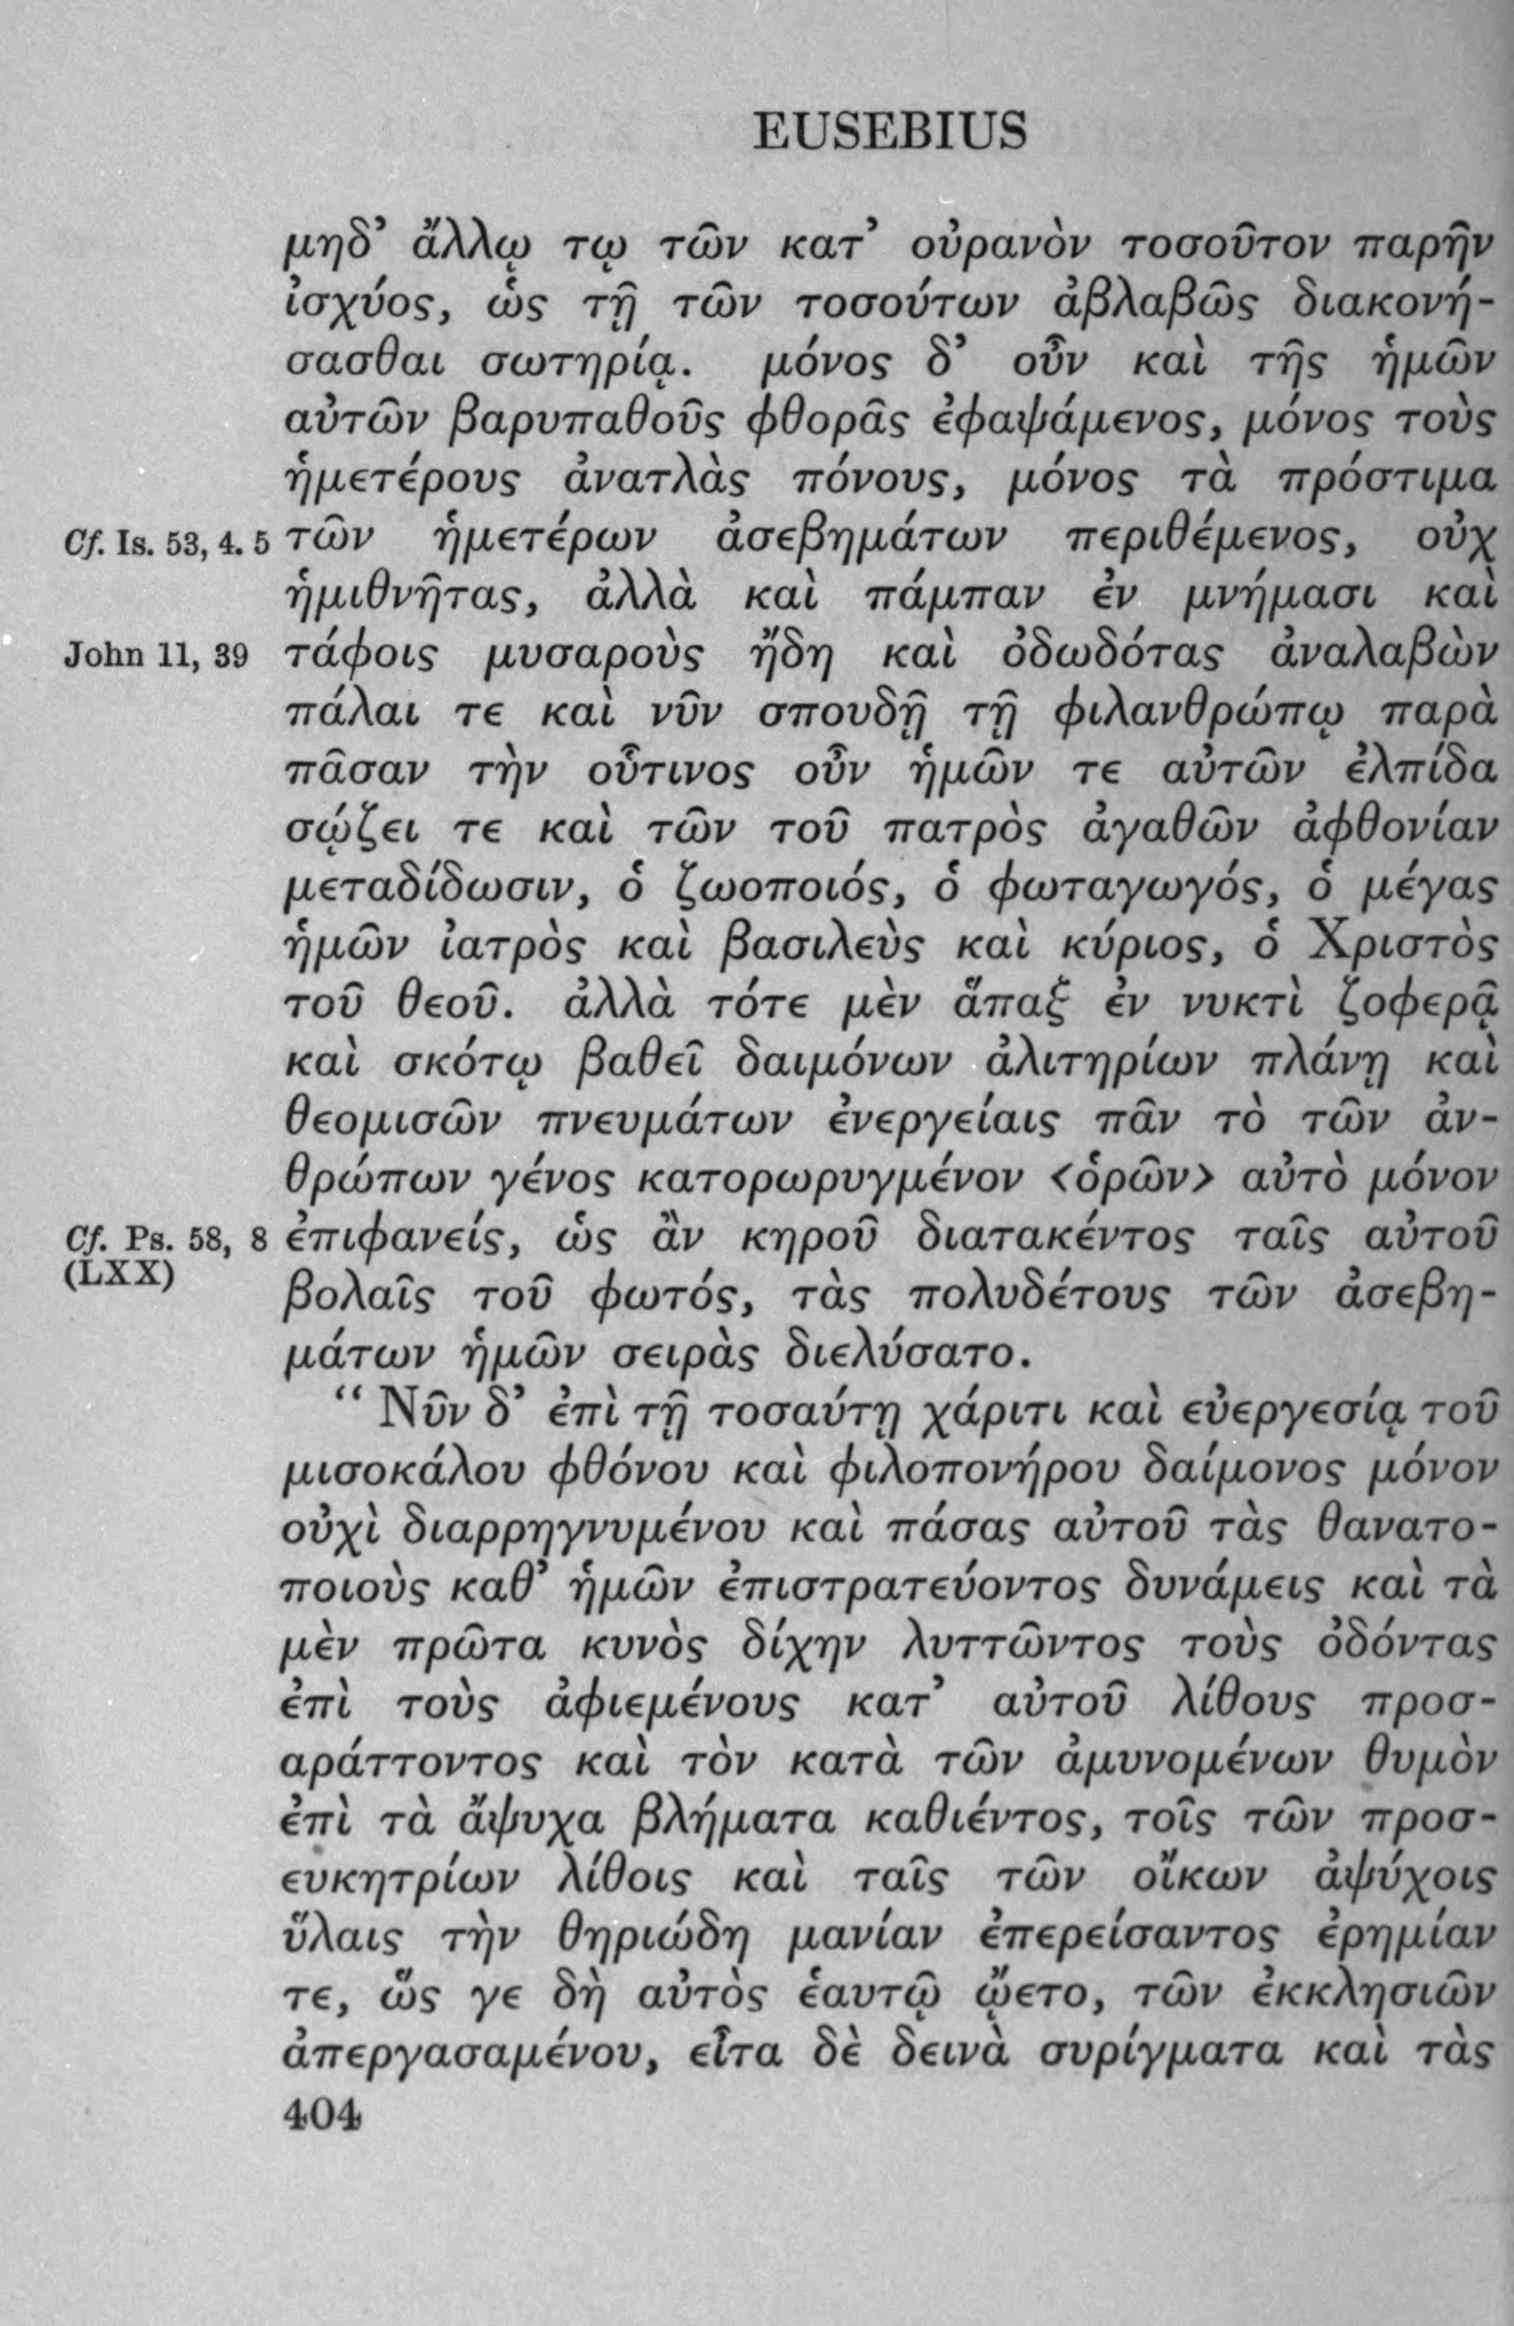 EUSEBIUS
μηδ’ ἄλλῳ τῳ τῶν κατ’ οὐρανὸν τοσοῦτον παρῆν
ἰσχύος, ὡς τῇ τῶν τοσούτων ἀβλαβῶς διακονή-
σασθαι σωτηρίᾳ. μόνος δ’ οὖν καὶ τῆς ἡμῶν
αὐτῶν βαρυπαθοῦς φθορᾶς ἐφαψάμενος, μόνος τοὺς
ἡμετέρους ἀνατλὰς πόνους, μόνος τὰ πρόστιμα
Cf. Is. 53, 4. 5 τῶν ἡμετέρων ἀσεβημάτων περιθέμενος, οὐχ
ἡμιθνῆτας, ἀλλὰ καὶ πάμπαν ἐν μνήμασι καὶ
John 11, 39 τάφοις μυσαροὺς ἤδη καὶ ὀδωδότας ἀναλαβὼν
πάλαι τε καὶ νῦν σπουδῇ τῇ φιλανθρώπῳ παρὰ
πᾶσαν τὴν οὗτινος οὖν ἡμῶν τε αὐτῶν ἐλπίδα
σῴζει τε καὶ τῶν τοῦ πατρὸς ἀγαθῶν ἀφθονίαν
μεταδίδωσιν, ὁ ζωοποιός, ὁ φωταγωγός, ὁ μέγας
ἡμῶν ἰατρὸς καὶ βασιλεὺς καὶ κύριος, ὁ Χριστὸς
τοῦ θεοῦ. ἀλλὰ τότε μὲν ἅπαξ ἐν νυκτὶ ζοφερᾷ
καὶ σκότῳ βαθεῖ δαιμόνων ἀλιτηρίων πλάνῃ καὶ
θεομισῶν πνευμάτων ἐνεργείαις πᾶν τὸ τῶν ἀν-
θρώπων γένος κατορωρυγμένον <ὁρῶν> αὐτὸ μόνον
Cf. Ps. 58, 8 ἐπιφανείς, ὡς ἂν κηροῦ διατακέντος ταῖς αὐτοῦ
(LXX) βολαῖς τοῦ φωτός, τὰς πολυδέτους τῶν ἀσεβη-
μάτων ἡμῶν σειρὰς διελύσατο.
“ Νῦν δ’ ἐπὶ τῇ τοσαύτῃ χάριτι καὶ εὐεργεσίᾳ τοῦ
μισοκάλου φθόνου καὶ φιλοπονήρου δαίμονος μόνον
οὐχὶ διαρρηγνυμένου καὶ πάσας αὐτοῦ τὰς θανατο-
ποιοὺς καθ’ ἡμῶν ἐπιστρατεύοντος δυνάμεις καὶ τὰ
μὲν πρῶτα κυνὸς δίχην λυττῶντος τοὺς ὀδόντας
ἐπὶ τοὺς ἀφιεμένους κατ’ αὐτοῦ λίθους προσ-
αράττοντος καὶ τὸν κατὰ τῶν ἀμυνομένων θυμὸν
ἐπὶ τὰ ἄψυχα βλήματα καθιέντος, τοῖς τῶν προσ-
ευκητρίων λίθοις καὶ ταῖς τῶν οἴκων ἀψύχοις
ὕλαις τὴν θηριώδη μανίαν ἐπερείσαντος ἐρημίαν
τε, ὥς γε δὴ αὐτὸς ἑαυτῷ ᾤετο, τῶν ἐκκλησιῶν
ἀπεργασαμένου, εἶτα δὲ δεινὰ συρίγματα καὶ τὰς
404